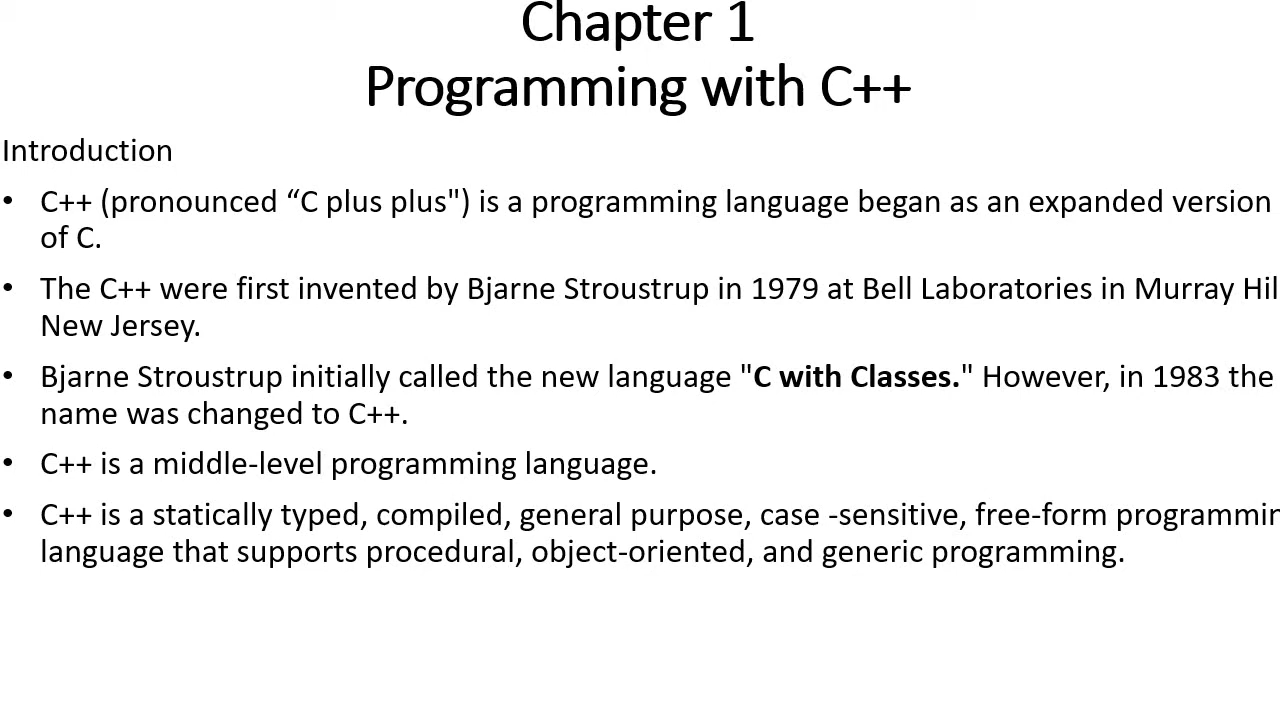 Chapter 1
Programming with C++
Introduction
• C++ (pronounced “C plus plus") is a programming language began as an expanded version
of C.
• The C++ were first invented by Bjarne Stroustrup in 1979 at Bell Laboratories in Murray Hil
New Jersey.
• Bjarne Stroustrup initially called the new language "C with Classes." However, in 1983 the
name was changed to C++.
• C++ is a middle-level programming language.
• C++ is a statically typed, compiled, general purpose, case -sensitive, free-form programmin
language that supports procedural, object-oriented, and generic programming.